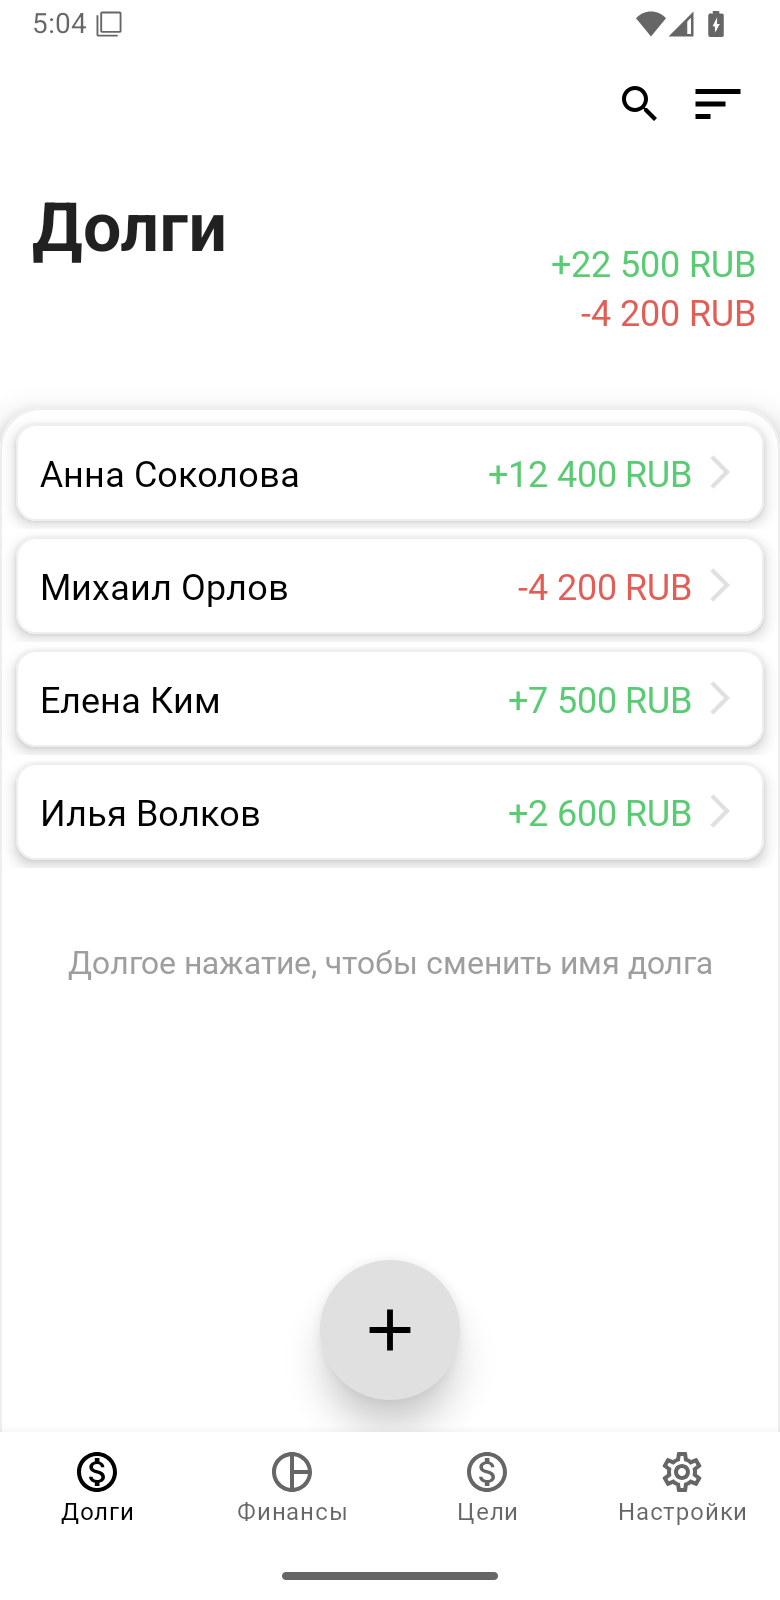 5:04
Долги
+22 500 RUB
-4 200 RUB
Анна Соколова +12 400 RUB
Михаил Орлов -4 200 RUB
Елена Ким +7 500 RUB
Илья Волков +2 600 RUB
Долгое нажатие, чтобы сменить имя долга
Долги Финансы Цели Настройки